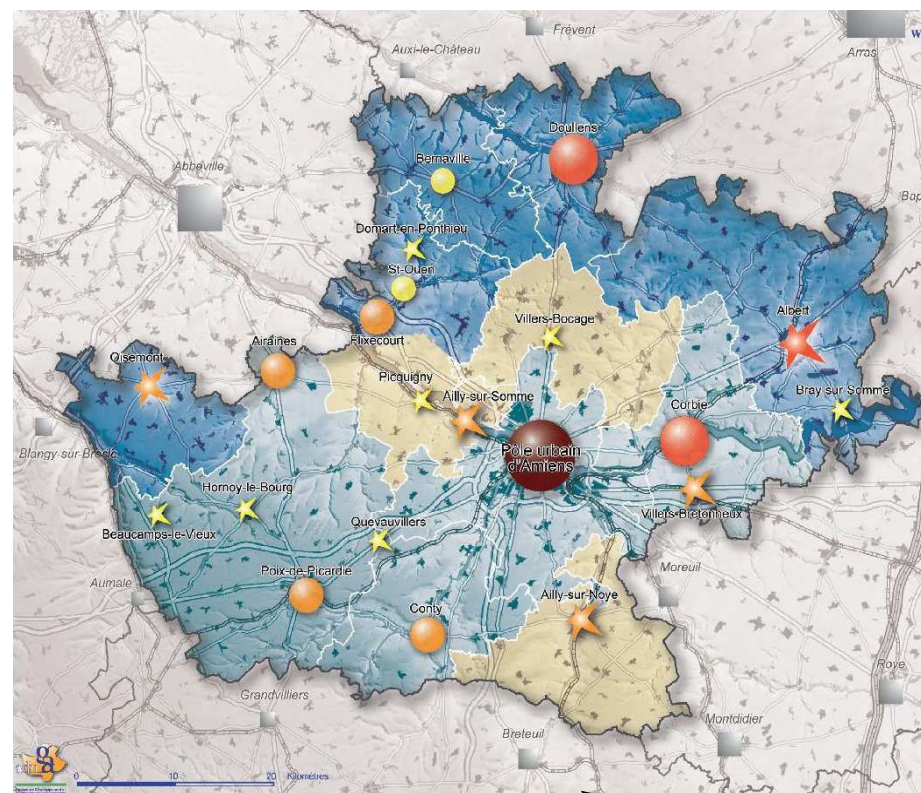 Frévent
W
Auxi-le-Château
Arras
Doullens
Bernaville
Abbeville
Bap
Domart-en-Ponthieu
St-Ouen
Albert
Flixecourt
Villers-Bocage
Airaines
Oisemont
Picquigny
Ailly-sur-Somme
Bray-sur-Somme
Corbie
Pôle urbain
d'Amiens
Blangy-sur-Bresle
Hornoy-le-Bourg
Villers-Bretonneux
Beaucamps-le-Vieux
Quevauvillers
Moreuil
Poix-de-Picardie
Aumale
Ailly-sur-Noye
Conty
Roye
Grandvilliers
Montdidier
Breteuil
ga
0 10 20 Kilomètres